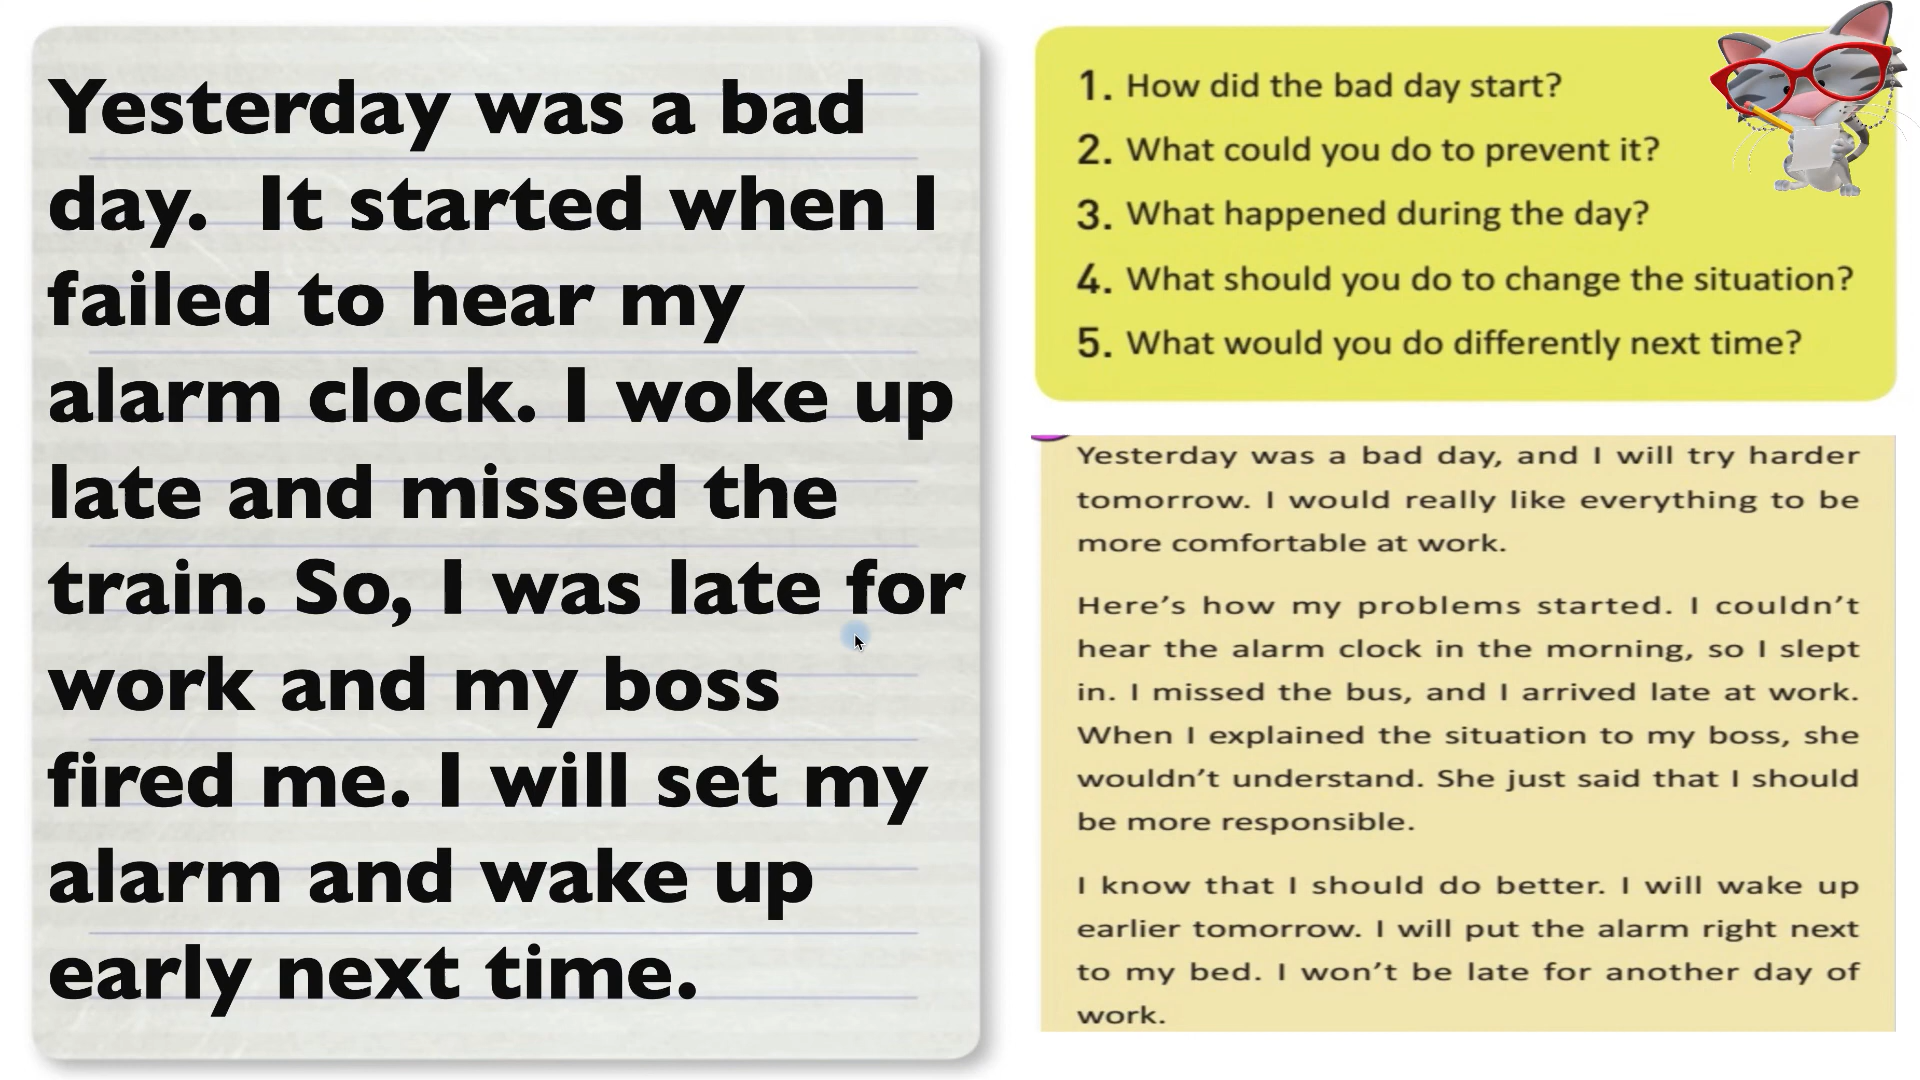 Yesterday was a bad
day.  It started when I
failed to hear my
alarm clock. I woke up
late and missed the
train. So, I was late for
work and my boss
fired me. I will set my
alarm and wake up
early next time.
1. How did the bad day start?
2. What could you do to prevent it?
3. What happened during the day?
4. What should you do to change the situation?
5. What would you do differently next time?
Yesterday was a bad day, and I will try harder
tomorrow. I would really like everything to be
more comfortable at work.
Here’s how my problems started. I couldn’t
hear the alarm clock in the morning, so I slept
in. I missed the bus, and I arrived late at work.
When I explained the situation to my boss, she
wouldn’t understand. She just said that I should
be more responsible.
I know that I should do better. I will wake up
earlier tomorrow. I will put the alarm right next
to my bed. I won’t be late for another day of
work.